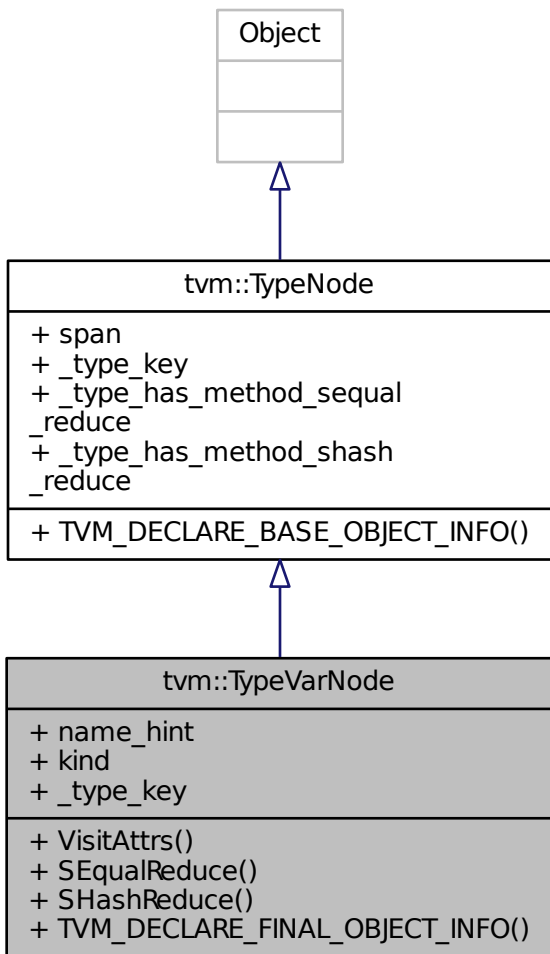 Object
tvm::TypeNode
+ span
+ _type_key
+ _type_has_method_sequal
_reduce
+ _type_has_method_shash
_reduce
+ TVM_DECLARE_BASE_OBJECT_INFO()
tvm::TypeVarNode
+ name_hint
+ kind
+ _type_key
+ VisitAttrs()
+ SEqualReduce()
+ SHashReduce()
+ TVM_DECLARE_FINAL_OBJECT_INFO()